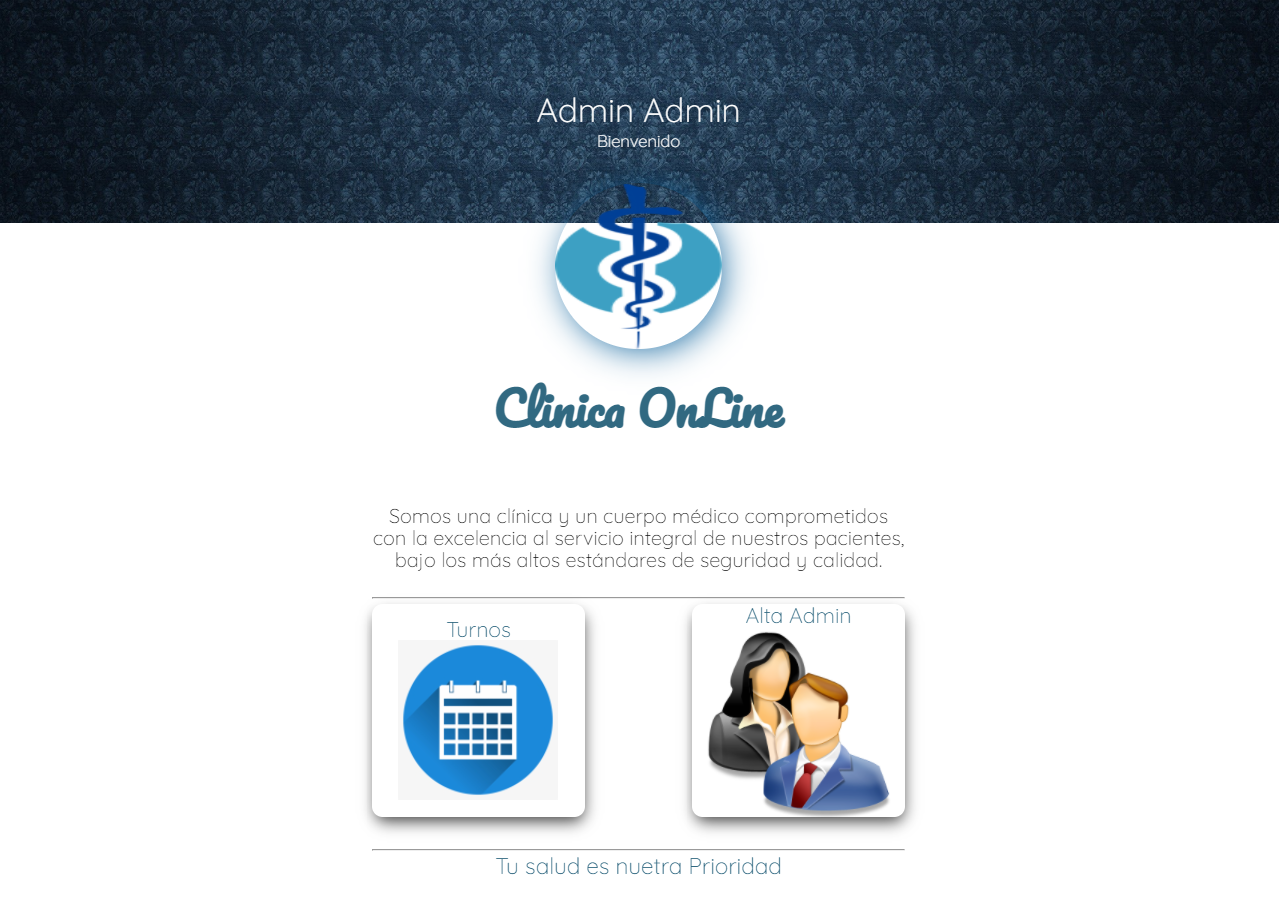 Admin Admin
Bienvenido
Clinica OnLine
Somos una clínica y un cuerpo médico comprometidos
con la excelencia al servicio integral de nuestros pacientes,
bajo los más altos estándares de seguridad y calidad.
Turnos
Alta Admin
Tu salud es nuetra Prioridad